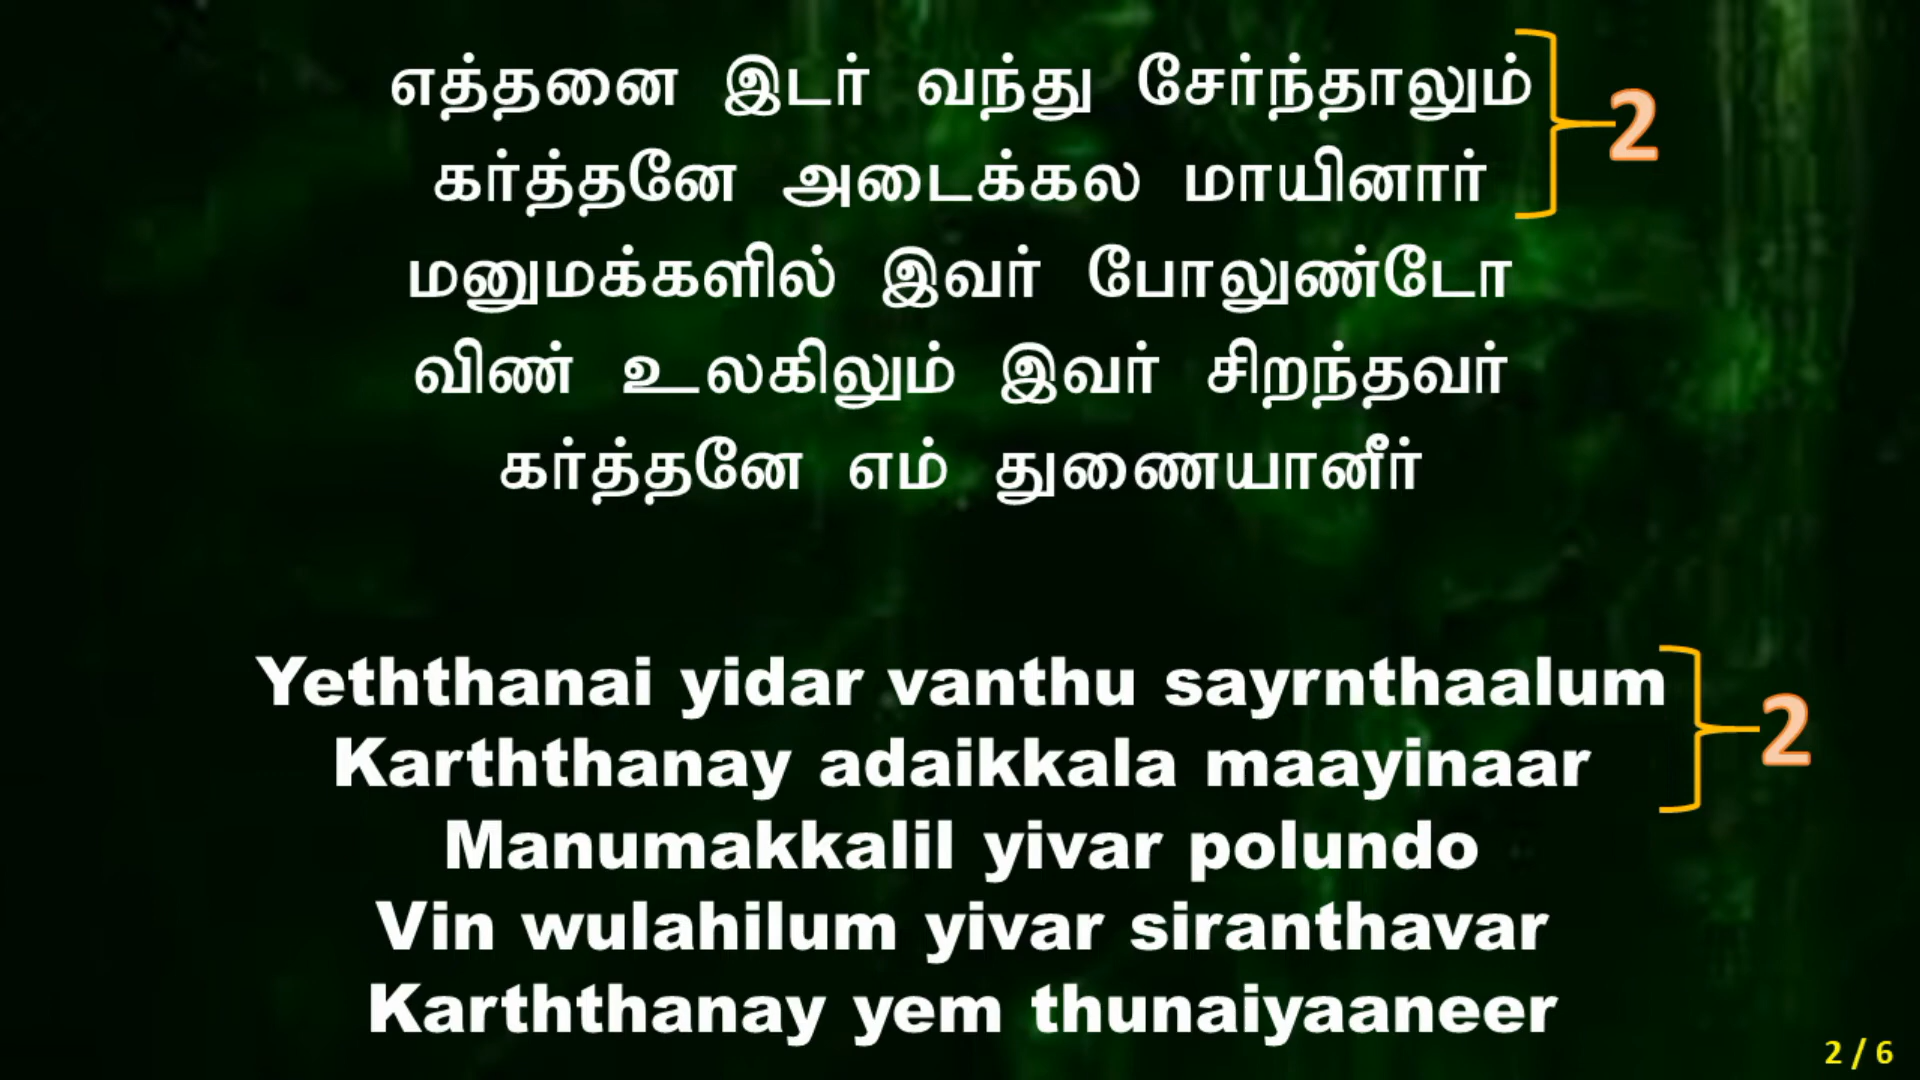 எத்தனை இடர் வந்து சேர்ந்தாலும்
கர்த்தனே அடைக்கல மாயினார்
2
மனுமக்களில் இவர் போலுண்டோ
விண் உலகிலும் இவர் சிறந்தவர்
கர்த்தனே எம் துணையானீர்
Yeththanai yidar vanthu sayrnthaalum
Karththanay adaikkala maayinaar
2
Manumakkalil yivar polundo
Vin wulahilum yivar siranthavar
Karththanay yem thunaiyaaneer
2 / 6